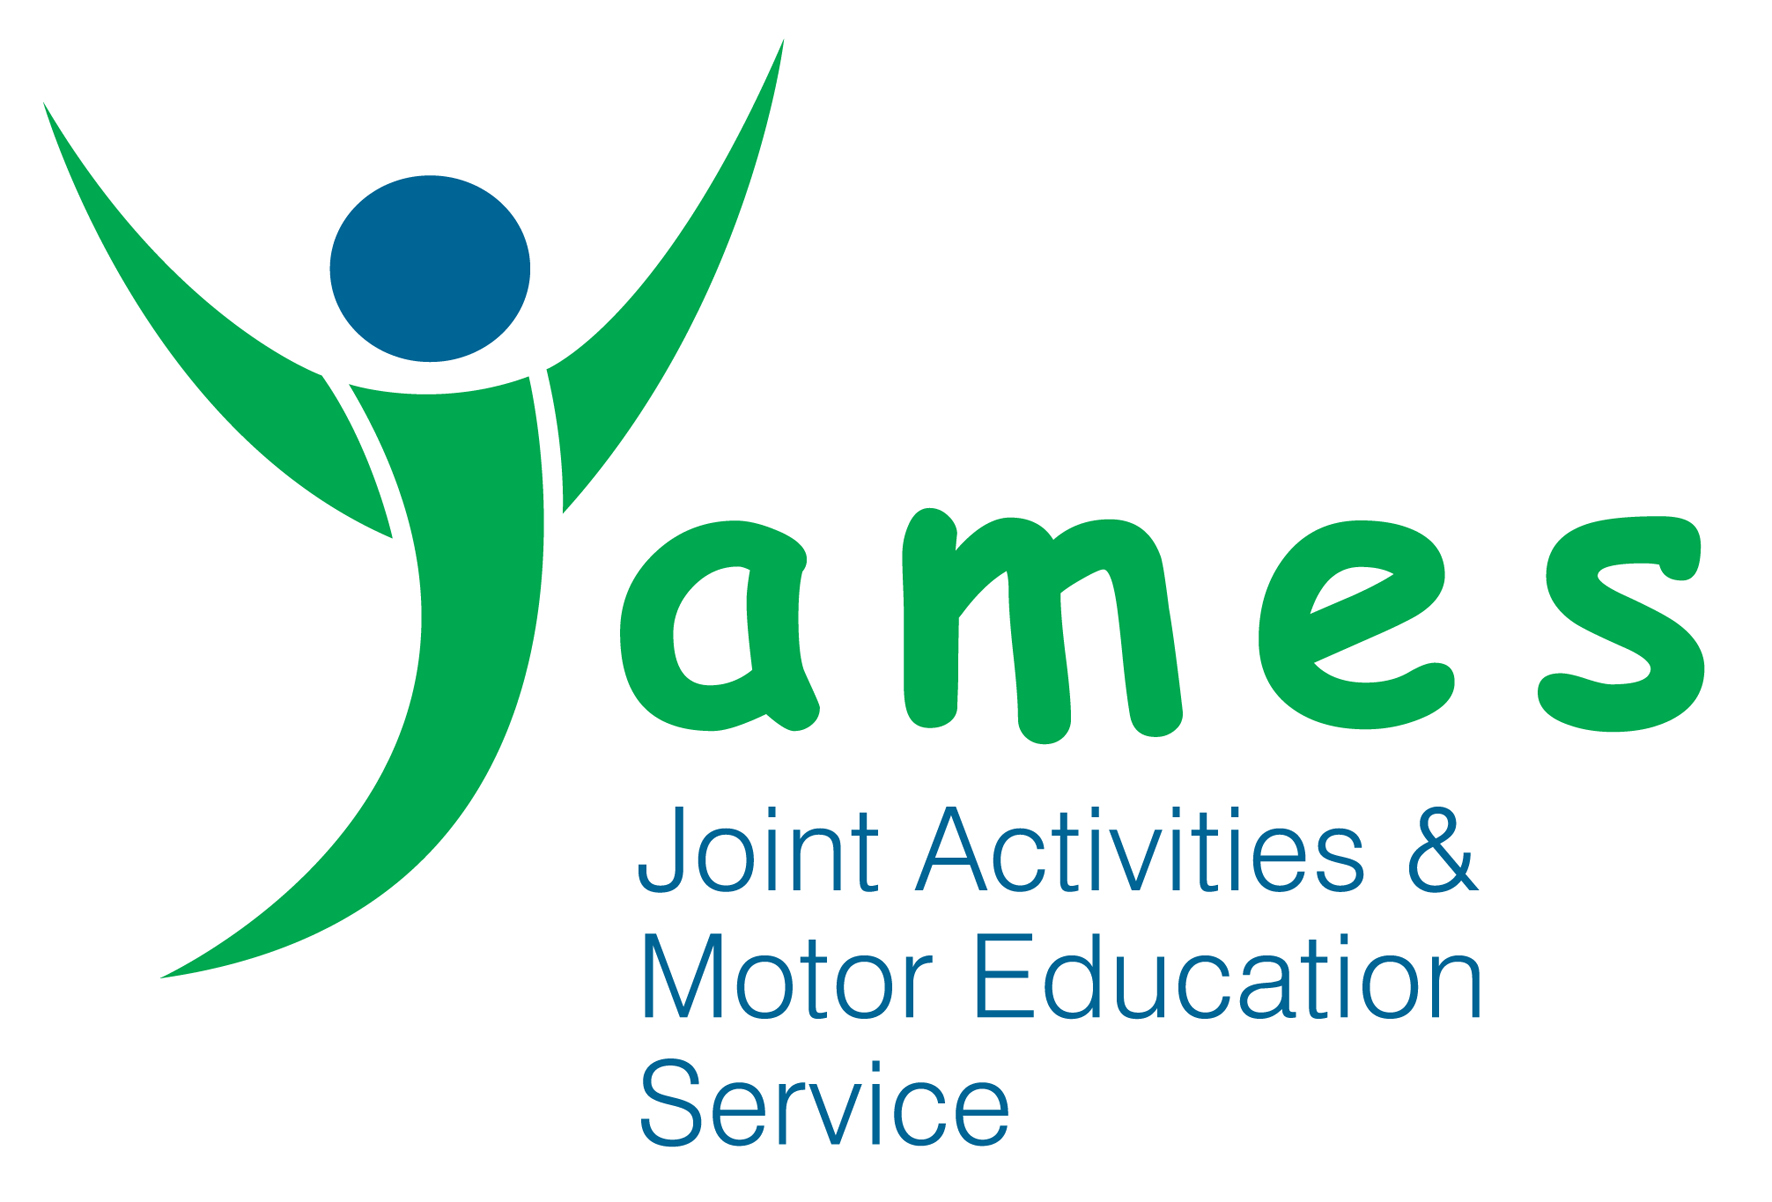 James
Joint Activities &
Motor Education
Service